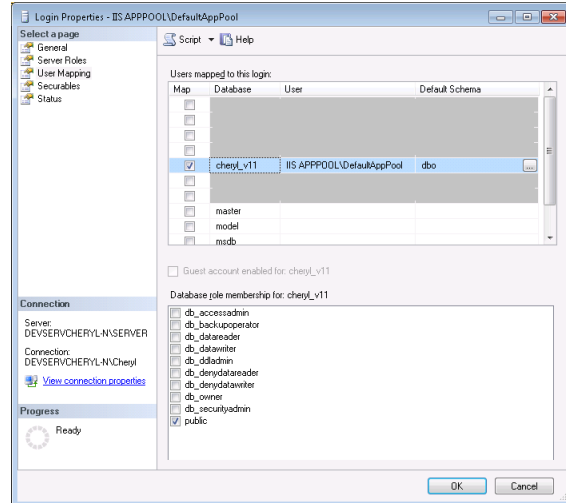 Login Properties - IIS APPPOOL\DefaultAppPool
Select a page
General
Server Roles
User Mapping
Securables
Status
Script
Help
Users mapped to this login:
Map Database User Default Schema
cheryl_v11 IIS APPPOOL\DefaultAppPool dbo ...
master
model
msdb
Guest account enabled for: cheryl_v11
Database role membership for: cheryl_v11
db_accessadmin
db_backupoperator
db_datareader
db_datawriter
db_ddladmin
db_denydatareader
db_denydatawriter
db_owner
db_securityadmin
public
Connection
Server:
DEVSERVCHERYL-N\SERVER
Connection:
DEVSERVCHERYL-N\Cheryl
View connection properties
Progress
Ready
OK Cancel